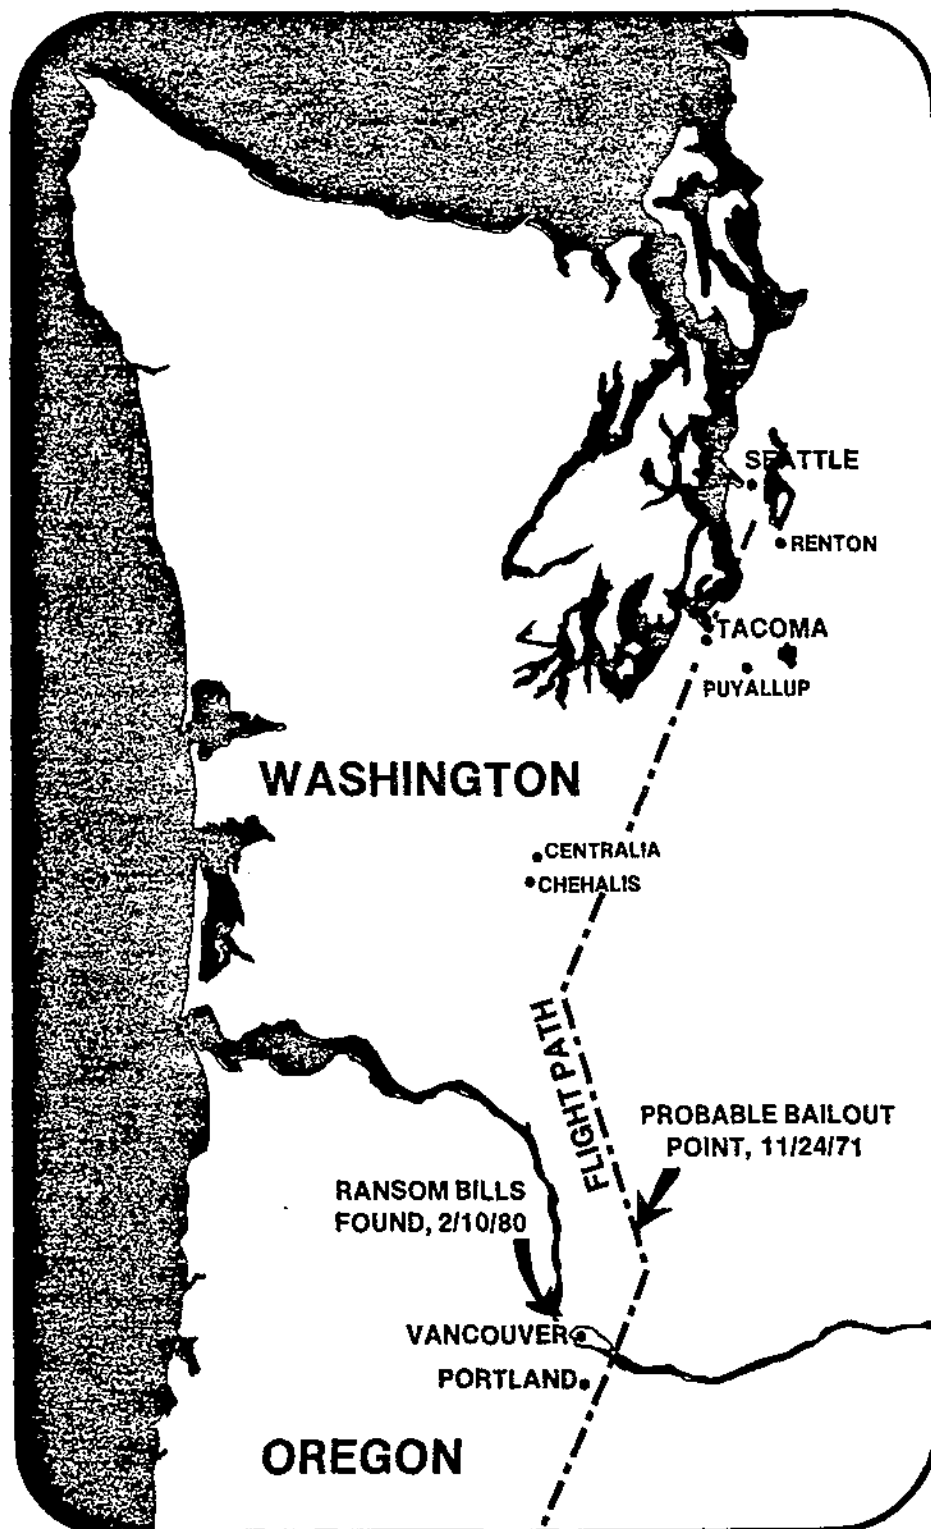 SEATTLE
RENTON
TACOMA
PUYALLUP
WASHINGTON
CENTRALIA
CHEHALIS
FLIGHT PATH
PROBABLE BAILOUT
POINT, 11/24/71
RANSOM BILLS
FOUND, 2/10/80
VANCOUVER
PORTLAND
OREGON